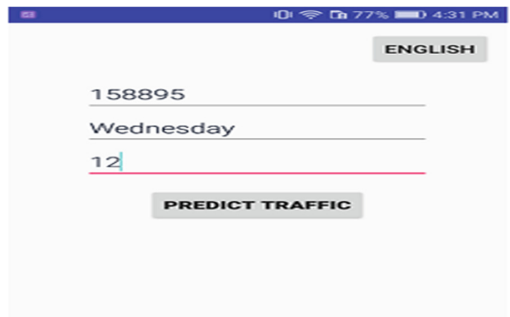 77% 4:31 PM
ENGLISH
158895
Wednesday
12
PREDICT TRAFFIC